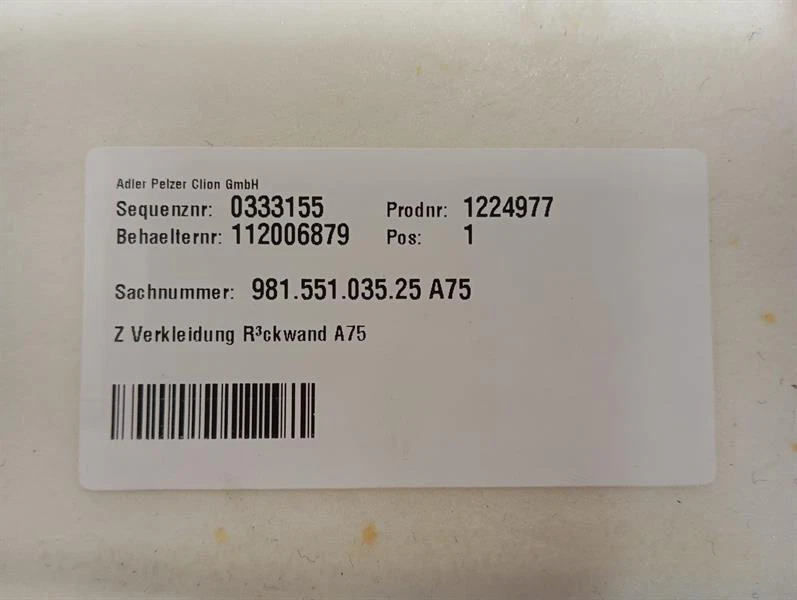 Adler Pelzer Clion GmbH
Sequenznr: 0333155 Prodnr: 1224977
Behaelternr: 112006879 Pos: 1
Sachnummer: 981.551.035.25 A75
Z Verkleidung R³ckwand A75